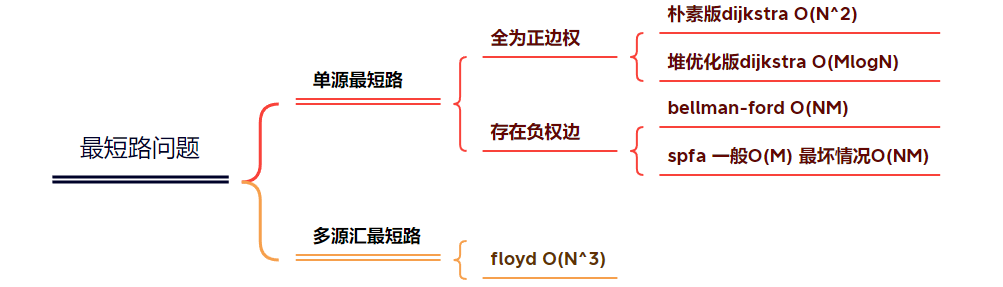 最短路问题
单源最短路
全为正边权
朴素版dijkstra O(N^2)
堆优化版dijkstra O(MlogN)
存在负权边
bellman-ford O(NM)
spfa 一般O(M) 最坏情况O(NM)
多源汇最短路
floyd O(N^3)